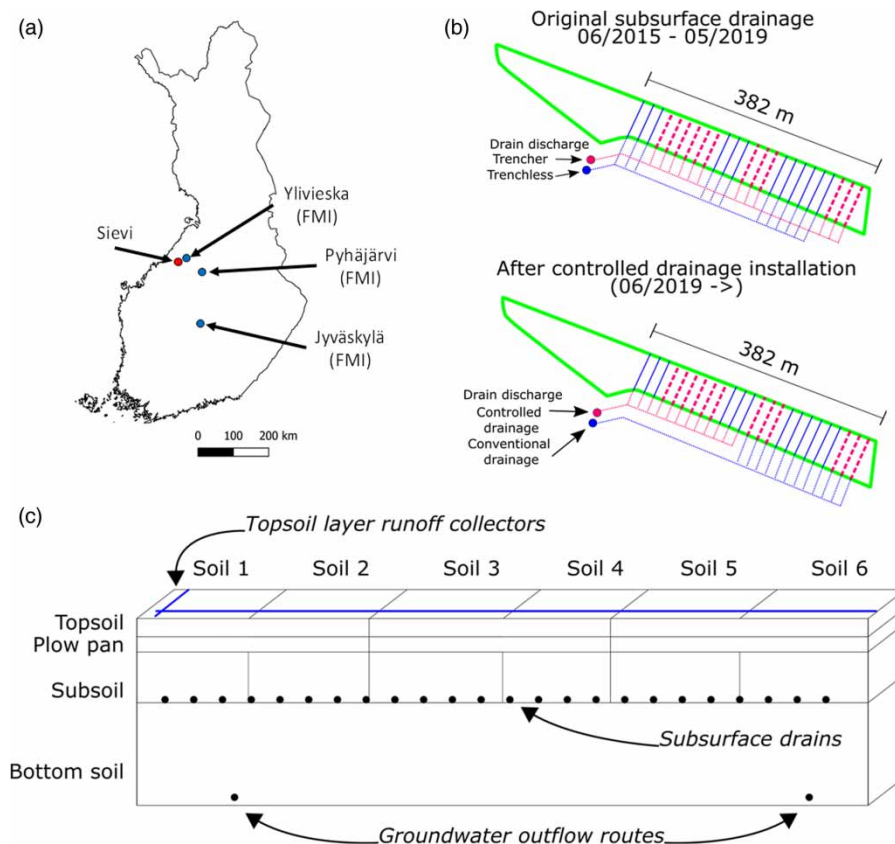 (a)
Ylivieska
(FMI)
Sievi
Pyhäjärvi
(FMI)
Jyväskylä
(FMI)
0 100 200 km
(b)
Original subsurface drainage
06/2015 - 05/2019
382 m
Drain discharge
Trencher
Trenchless
After controlled drainage installation
(06/2019 ->)
382 m
Drain discharge
Controlled
drainage
Conventional
drainage
(c)
Topsoil layer runoff collectors
Soil 1 Soil 2 Soil 3 Soil 4 Soil 5 Soil 6
Topsoil
Plow pan
Subsoil
Subsurface drains
Bottom soil
Groundwater outflow routes